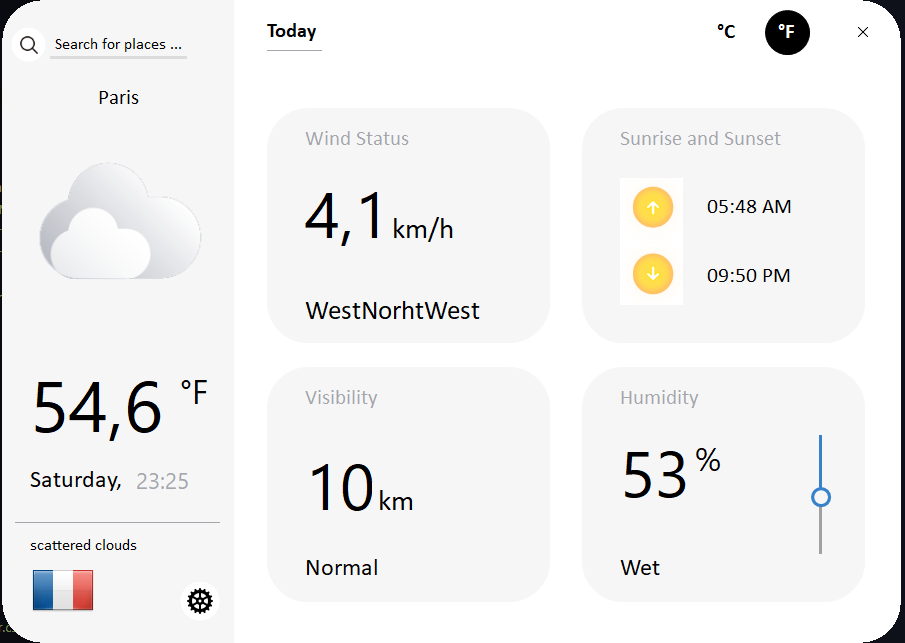 Search for places ...
Paris
54,6 °F
Saturday, 23:25
scattered clouds
Today
°C
°F
Wind Status
4,1 km/h
WestNorhtWest
Sunrise and Sunset
05:48 AM
09:50 PM
Visibility
10 km
Normal
Humidity
53 %
Wet